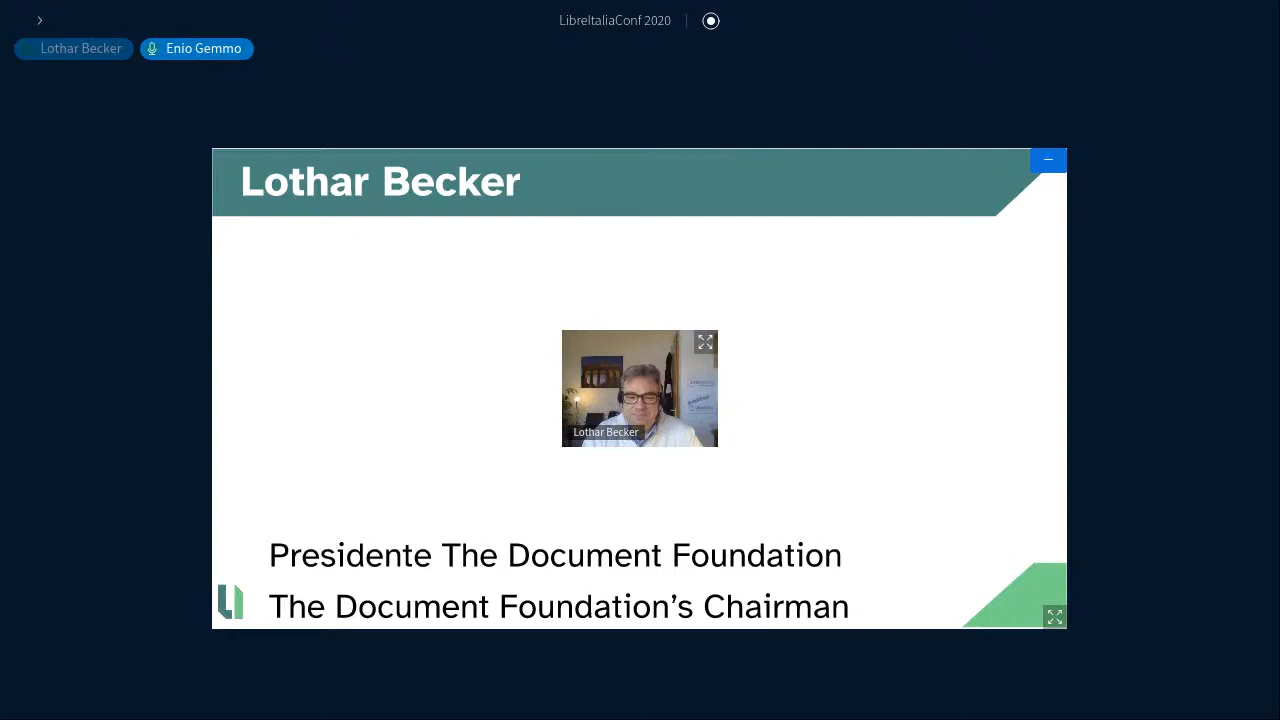 LibreItaliaConf 2020
Lothar Becker
Enio Gemmo
Lothar Becker
Lothar Becker
Presidente The Document Foundation
The Document Foundation’s Chairman